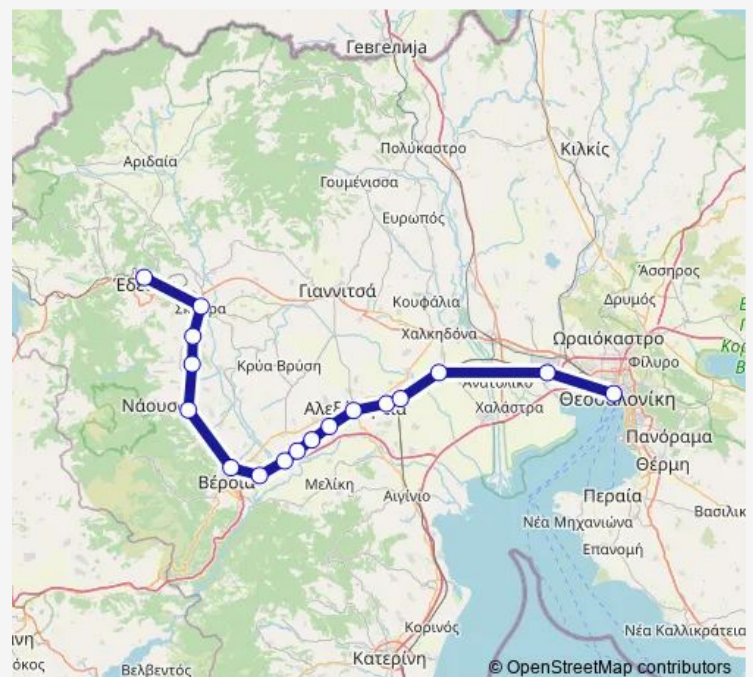 Гевгелија
Πολύκαστρο
Κιλκίς
Αριδαία
Γουμένισσα
Ευρωπός
Άσσηρος
Γιαννιτσά
Κουφάλια
Δρυμός
Χαλκηδόνα
Ωραιόκαστρο
Φίλυρο
Κρύα Βρύση
Χαλάστρα
Θεσσαλονίκη
Πανόραμα
Θέρμη
Βέροια
Μελίκη
Αιγίνιο
Περαία
Νέα Μηχανιώνα
Βασιλικ
Επανομή
Κορινός
Νέα Καλλικράτεια
Κατερίνη
Βελβεντός
© OpenStreetMap contributors